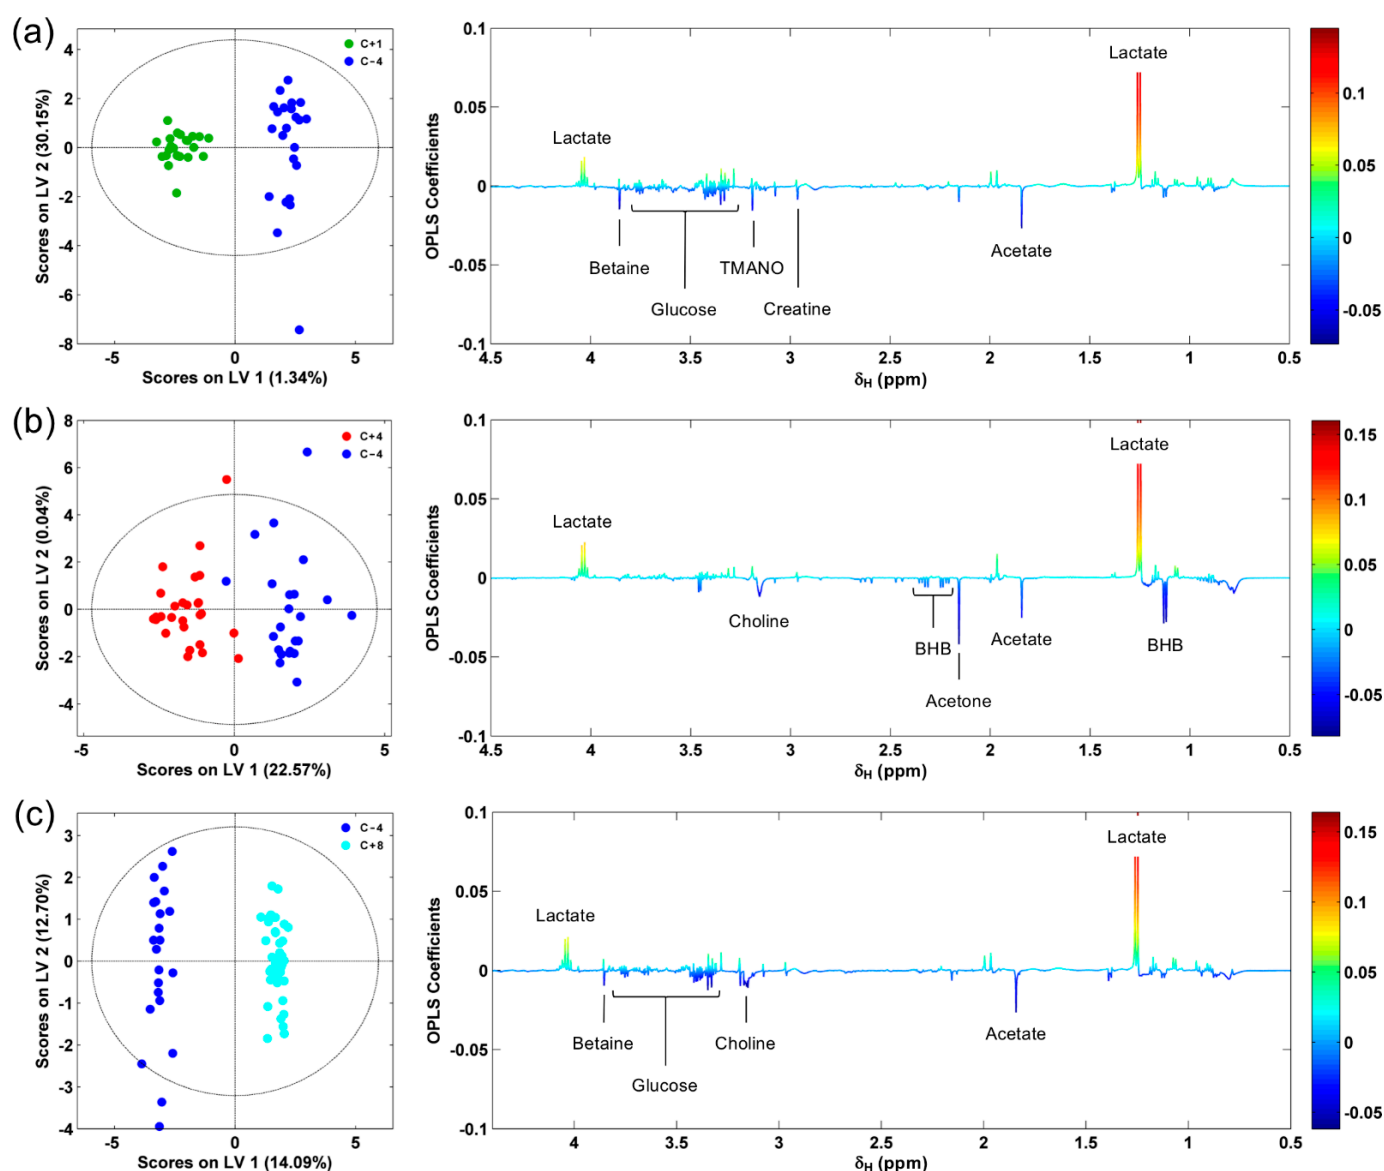 (a)
C+1
C−4
4
2
0
-2
-4
-6
-8
-5
0
5
Scores on LV 2 (30.15%)
Scores on LV 1 (1.34%)
0.1
0.05
0
-0.05
-0.1
OPLS Coefficients
Lactate
Lactate
Betaine
TMANO
Acetate
Glucose
Creatine
4.5
4
3.5
3
2.5
2
1.5
1
0.5
δH (ppm)
0.1
0.05
0
-0.05
(b)
C+4
C−4
8
6
4
2
0
-2
-4
-5
0
5
Scores on LV 2 (0.04%)
Scores on LV 1 (22.57%)
0.1
0.05
0
-0.05
-0.1
OPLS Coefficients
Lactate
Lactate
Choline
BHB
Acetate
BHB
Acetone
4.5
4
3.5
3
2.5
2
1.5
1
0.5
δH (ppm)
0.15
0.1
0.05
0
-0.05
(c)
C−4
C+8
3
2
1
0
-1
-2
-3
-4
-5
0
5
Scores on LV 2 (12.70%)
Scores on LV 1 (14.09%)
0.1
0.05
0
-0.05
-0.1
OPLS Coefficients
Lactate
Lactate
Betaine
Choline
Acetate
Glucose
4
3.5
3
2.5
2
1.5
1
0.5
δH (ppm)
0.15
0.1
0.05
0
-0.05